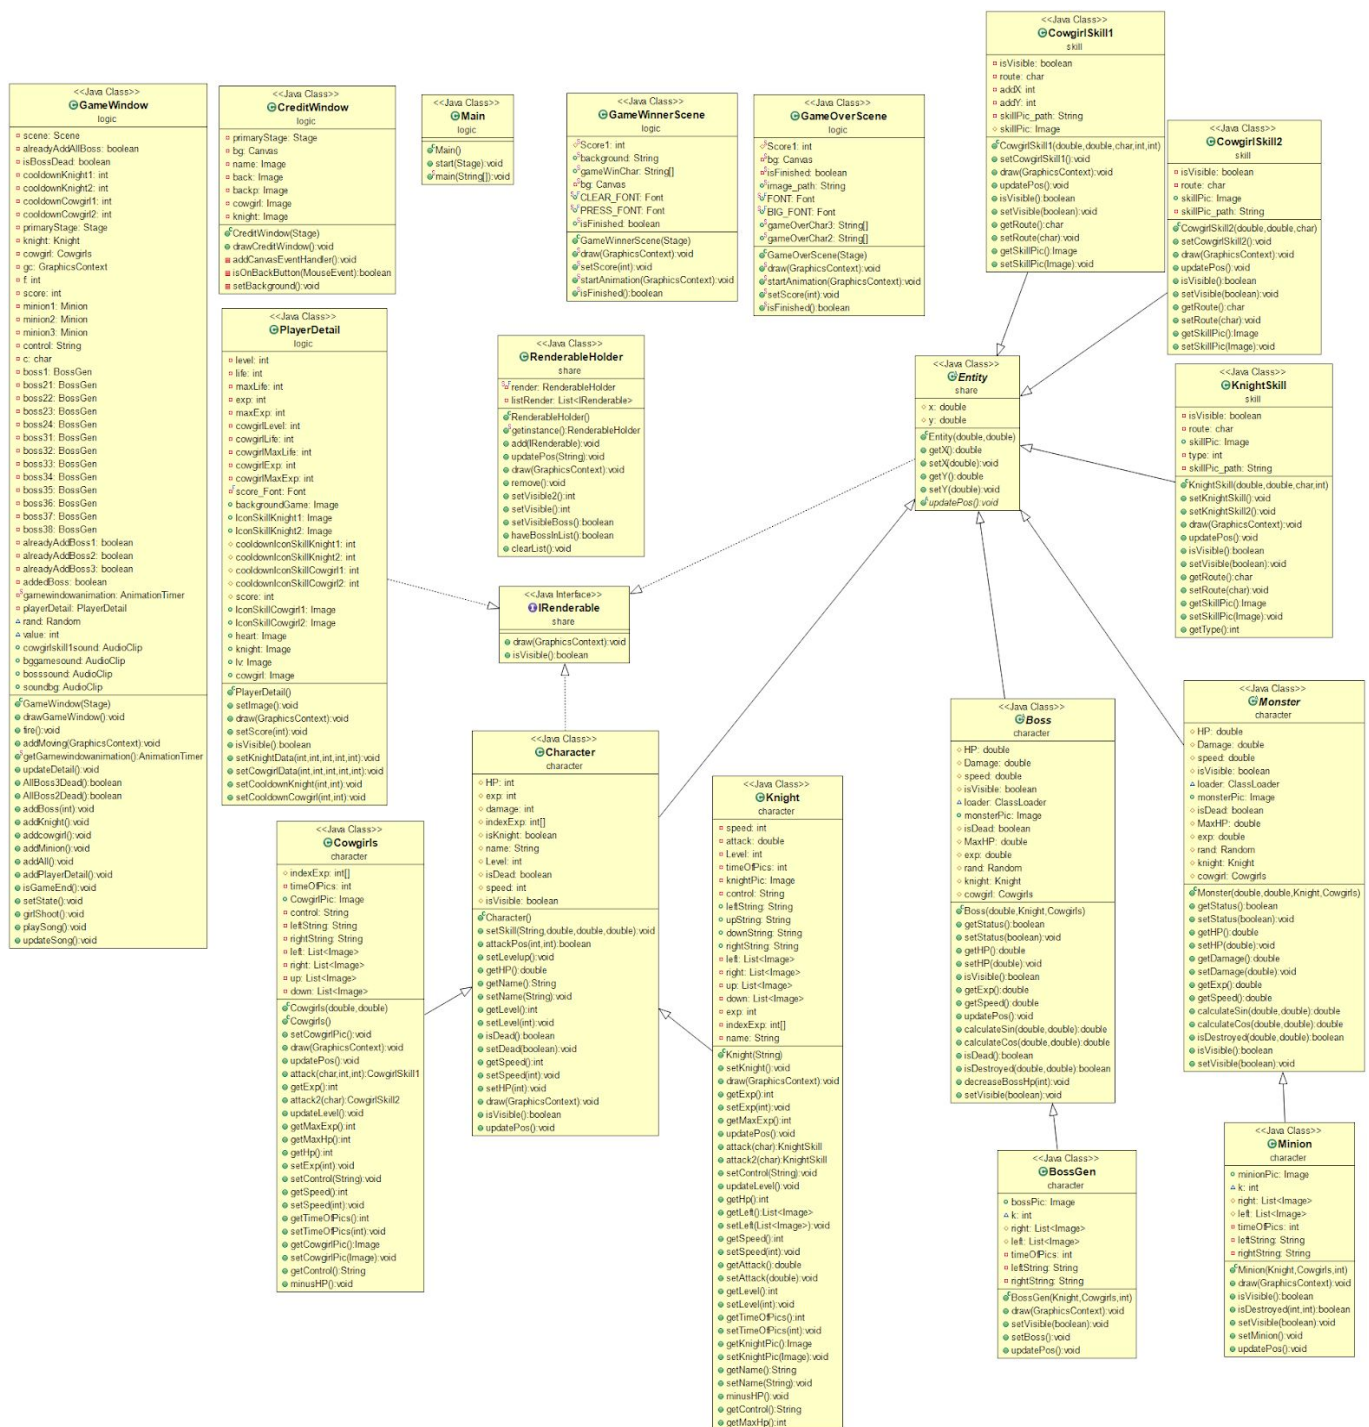 <<Java Class>>
GameWindow
logic
scene: Scene
alreadyAddAllBoss: boolean
isBossDead: boolean
cooldownKnight1: int
cooldownKnight2: int
cooldownCowgirl1: int
cooldownCowgirl2: int
primaryStage: Stage
knight: Knight
cowgirl: Cowgirls
gc: GraphicsContext
f: int
score: int
minion1: Minion
minion2: Minion
minion3: Minion
control: String
c: char
boss1: BossGen
boss21: BossGen
boss22: BossGen
boss23: BossGen
boss24: BossGen
boss31: BossGen
boss32: BossGen
boss33: BossGen
boss34: BossGen
boss35: BossGen
boss36: BossGen
boss37: BossGen
boss38: BossGen
alreadyAddBoss1: boolean
alreadyAddBoss2: boolean
alreadyAddBoss3: boolean
addedBoss: boolean
gamewindowanimation: AnimationTimer
playerDetail: PlayerDetail
rand: Random
value: int
cowgirlskill1sound: AudioClip
bggamesound: AudioClip
bosssound: AudioClip
soundbg: AudioClip
GameWindow(Stage)
drawGameWindow():void
fire():void
addMoving(GraphicsContext):void
getGamewindowanimation():AnimationTimer
updateDetail():void
AllBoss3Dead():boolean
AllBoss2Dead():boolean
addBoss(int):void
addKnight():void
addcowgirl():void
addMinion():void
addAll():void
addPlayerDetail():void
isGameEnd():void
setState():void
girlShoot():void
playSong():void
updateSong():void
<<Java Class>>
CreditWindow
logic
primaryStage: Stage
bg: Canvas
name: Image
back: Image
backp: Image
cowgirl: Image
knight: Image
CreditWindow(Stage)
drawCreditWindow():void
addCanvasEventHandler():void
isOnBackButton(MouseEvent):boolean
setBackground():void
<<Java Class>>
Main
logic
Main()
start(Stage):void
main(String[]):void
<<Java Class>>
GameWinnerScene
logic
Score1: int
background: String
gameWinChar: String[]
bg: Canvas
CLEAR_FONT: Font
PRESS_FONT: Font
isFinished: boolean
GameWinnerScene(Stage)
draw(GraphicsContext):void
setScore(int):void
startAnimation(GraphicsContext):void
isFinished():boolean
<<Java Class>>
GameOverScene
logic
Score1: int
bg: Canvas
isFinished: boolean
image_path: String
FONT: Font
BIG_FONT: Font
gameOverChar3: String[]
gameOverChar2: String[]
GameOverScene(Stage)
draw(GraphicsContext):void
startAnimation(GraphicsContext):void
setScore(int):void
isFinished():boolean
<<Java Class>>
CowgirlSkill1
skill
isVisible: boolean
route: char
addX: int
addY: int
skillPic_path: String
skillPic: Image
CowgirlSkill1(double,double,char,int,int)
setCowgirlSkill1():void
draw(GraphicsContext):void
updatePos():void
isVisible():boolean
setVisible(boolean):void
getRoute():char
setRoute(char):void
getSkillPic():Image
setSkillPic(Image):void
<<Java Class>>
CowgirlSkill2
skill
isVisible: boolean
route: char
skillPic: Image
skillPic_path: String
CowgirlSkill2(double,double,char)
setCowgirlSkill2():void
draw(GraphicsContext):void
updatePos():void
isVisible():boolean
setVisible(boolean):void
getRoute():char
setRoute(char):void
getSkillPic():Image
setSkillPic(Image):void
<<Java Class>>
PlayerDetail
logic
level: int
life: int
maxLife: int
exp: int
maxExp: int
cowgirlLevel: int
cowgirlLife: int
cowgirlMaxLife: int
cowgirlExp: int
cowgirlMaxExp: int
score_Font: Font
backgroundGame: Image
IconSkillKnight1: Image
IconSkillKnight2: Image
cooldownIconSkillKnight1: int
cooldownIconSkillKnight2: int
cooldownIconSkillCowgirl1: int
cooldownIconSkillCowgirl2: int
score: int
IconSkillCowgirl1: Image
IconSkillCowgirl2: Image
heart: Image
knight: Image
lv: Image
cowgirl: Image
PlayerDetail()
setImage():void
draw(GraphicsContext):void
setScore(int):void
isVisible():boolean
setKnightData(int,int,int,int,int):void
setCowgirlData(int,int,int,int,int):void
setCooldownKnight(int,int):void
setCooldownCowgirl(int,int):void
<<Java Class>>
RenderableHolder
share
render: RenderableHolder
listRender: List<IRenderable>
RenderableHolder()
getinstance():RenderableHolder
add(IRenderable):void
updatePos(String):void
draw(GraphicsContext):void
remove():void
setVisible2():int
setVisible():int
setVisibleBoss():boolean
haveBossInList():boolean
clearList():void
<<Java Class>>
Entity
share
x: double
y: double
Entity(double,double)
getX():double
setX(double):void
getY():double
setY(double):void
updatePos():void
<<Java Class>>
KnightSkill
skill
isVisible: boolean
route: char
skillPic: Image
type: int
skillPic_path: String
KnightSkill(double,double,char,int)
setKnightSkill():void
setKnightSkill2():void
draw(GraphicsContext):void
updatePos():void
isVisible():boolean
setVisible(boolean):void
getRoute():char
setRoute(char):void
getSkillPic():Image
setSkillPic(Image):void
getType():int
<<Java Interface>>
IRenderable
share
draw(GraphicsContext):void
isVisible():boolean
<<Java Class>>
Character
character
HP: int
exp: int
damage: int
indexExp: int[]
isKnight: boolean
name: String
Level: int
isDead: boolean
speed: int
isVisible: boolean
Character()
setSkill(String,double,double,double):void
attackPos(int,int):boolean
setLevelup():void
getHP():double
getName():String
setName(String):void
getLevel():int
setLevel(int):void
isDead():boolean
setDead(boolean):void
getSpeed():int
setSpeed(int):void
setHP(int):void
draw(GraphicsContext):void
isVisible():boolean
updatePos():void
<<Java Class>>
Cowgirls
character
indexExp: int[]
timeOfPics: int
CowgirlPic: Image
control: String
leftString: String
rightString: String
left: List<Image>
right: List<Image>
up: List<Image>
down: List<Image>
Cowgirls(double,double)
Cowgirls()
setCowgirlPic():void
draw(GraphicsContext):void
updatePos():void
attack(char,int,int):CowgirlSkill1
getExp():int
attack2(char):CowgirlSkill2
updateLevel():void
getMaxExp():int
getMaxHp():int
getHp():int
setExp(int):void
setControl(String):void
getSpeed():int
setSpeed(int):void
getTimeOfPics():int
setTimeOfPics(int):void
getCowgirlPic():Image
setCowgirlPic(Image):void
getControl():String
minusHP():void
<<Java Class>>
Knight
character
speed: int
attack: double
Level: int
timeOfPics: int
knightPic: Image
control: String
leftString: String
upString: String
downString: String
rightString: String
left: List<Image>
right: List<Image>
up: List<Image>
down: List<Image>
exp: int
indexExp: int[]
name: String
Knight(String)
setKnight():void
draw(GraphicsContext):void
getExp():int
setExp(int):void
getMaxExp():int
updatePos():void
attack(char):KnightSkill
attack2(char):KnightSkill
setControl(String):void
updateLevel():void
getHp():int
getLeft():List<Image>
setLeft(List<Image>):void
getSpeed():int
setSpeed(int):void
getAttack():double
setAttack(double):void
getLevel():int
setLevel(int):void
getTimeOfPics():int
setTimeOfPics(int):void
getKnightPic():Image
setKnightPic(Image):void
getName():String
setName(String):void
minusHP():void
getControl():String
getMaxHp():int
<<Java Class>>
Boss
character
HP: double
Damage: double
speed: double
isVisible: boolean
loader: ClassLoader
monsterPic: Image
isDead: boolean
MaxHP: double
exp: double
rand: Random
knight: Knight
cowgirl: Cowgirls
Boss(double,Knight,Cowgirls)
getStatus():boolean
setStatus(boolean):void
getHP():double
setHP(double):void
isVisible():boolean
getExp():double
getSpeed():double
updatePos():void
calculateSin(double,double):double
calculateCos(double,double):double
isDead():boolean
isDestroyed(double,double):boolean
decreaseBossHp(int):void
setVisible(boolean):void
<<Java Class>>
Monster
character
HP: double
Damage: double
speed: double
isVisible: boolean
loader: ClassLoader
monsterPic: Image
isDead: boolean
MaxHP: double
exp: double
rand: Random
knight: Knight
cowgirl: Cowgirls
Monster(double,double,Knight,Cowgirls)
getStatus():boolean
setStatus(boolean):void
getHP():double
setHP(double):void
getDamage():double
setDamage(double):void
getExp():double
getSpeed():double
calculateSin(double,double):double
calculateCos(double,double):double
isDestroyed(double,double):boolean
isVisible():boolean
setVisible(boolean):void
<<Java Class>>
BossGen
character
bossPic: Image
k: int
right: List<Image>
left: List<Image>
timeOfPics: int
leftString: String
rightString: String
BossGen(Knight,Cowgirls,int)
draw(GraphicsContext):void
setVisible(boolean):void
setBoss():void
updatePos():void
<<Java Class>>
Minion
character
minionPic: Image
k: int
right: List<Image>
left: List<Image>
timeOfPics: int
leftString: String
rightString: String
Minion(Knight,Cowgirls,int)
draw(GraphicsContext):void
isVisible():boolean
isDestroyed(int,int):boolean
setVisible(boolean):void
setMinion():void
updatePos():void